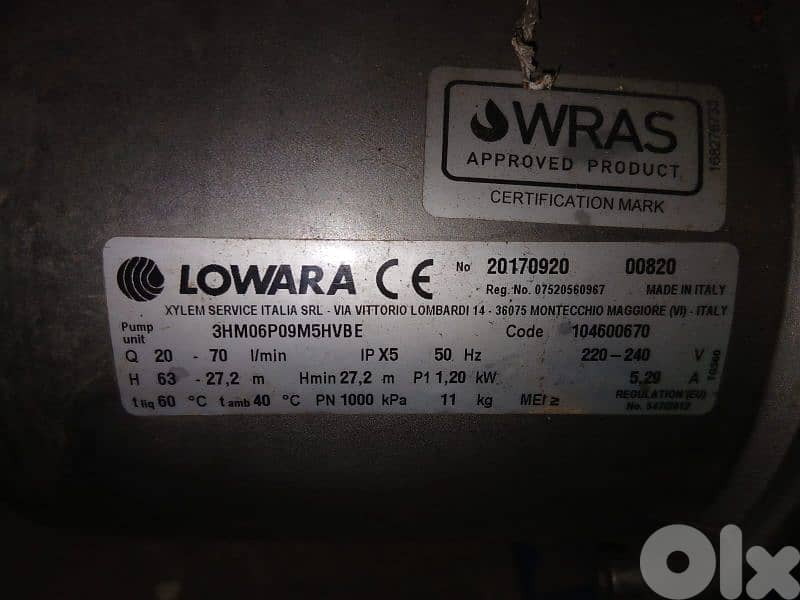 WRAS
APPROVED PRODUCT
CERTIFICATION MARK
168276733
LOWARA CE No 20170920 00820
Reg. No. 07520560967 MADE IN ITALY
XYLEM SERVICE ITALIA SRL - VIA VITTORIO LOMBARDI 14 - 36075 MONTECCHIO MAGGIORE (VI) - ITALY
Pump unit 3HM06P09M5HVBE Code 104600670
Q 20 - 70 l/min IP X5 50 Hz 220-240 V
H 63 - 27,2 m Hmin 27,2 m P1 1,20 kW 5,29 A
t liq 60 °C t amb 40 °C PN 1000 kPa 11 kg MEI ≥ REGULATION (EU)
No. 547/2012
Olx